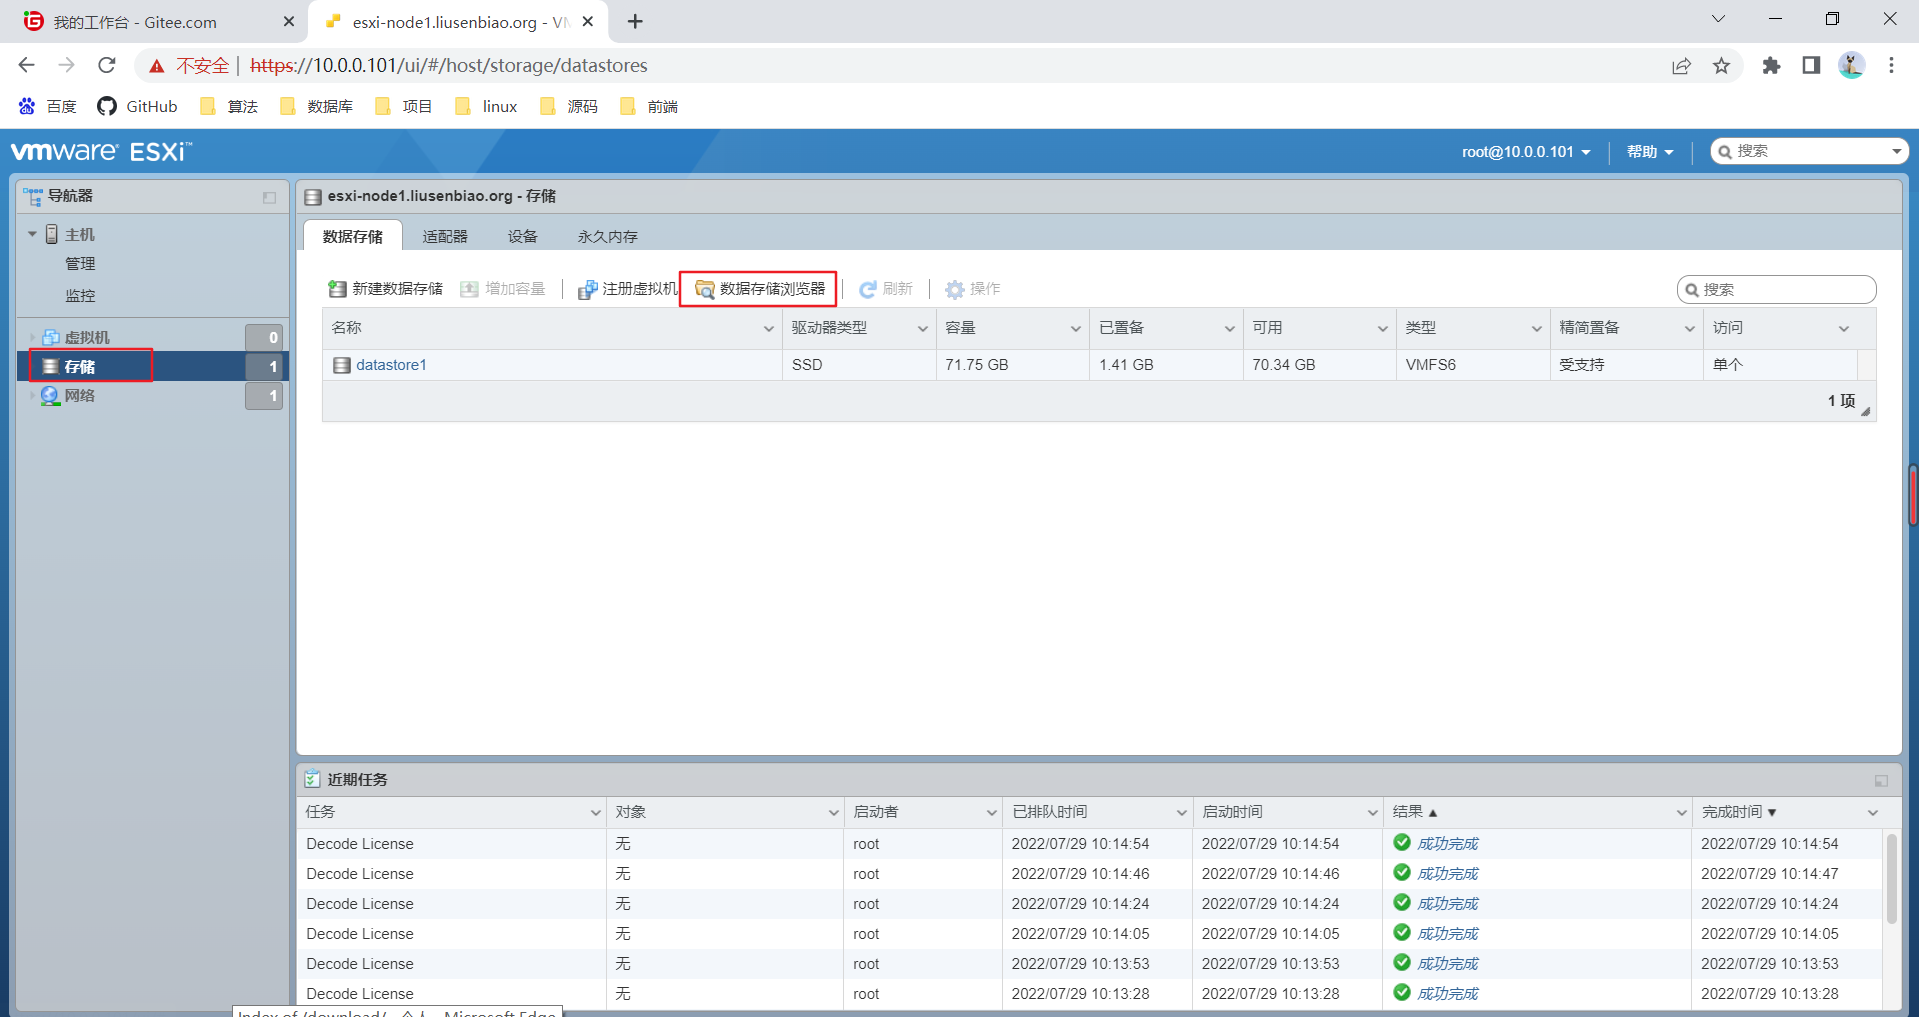 我的工作台 - Gitee.com
esxi-node1.liusenbiao.org - VM
不安全 | https://10.0.0.101/ui/#/host/storage/datastores
百度 GitHub 算法 数据库 项目 linux 源码 前端
vmware ESXi™
root@10.0.0.101 帮助 搜索
导航器
主机
管理
监控
虚拟机 0
存储 1
网络 1
esxi-node1.liusenbiao.org - 存储
数据存储 适配器 设备 永久内存
新建数据存储 增加容量 注册虚拟机 数据存储浏览器 刷新 操作 搜索
名称 驱动器类型 容量 已置备 可用 类型 精简置备 访问
datastore1 SSD 71.75 GB 1.41 GB 70.34 GB VMFS6 受支持 单个
1 项
近期任务
任务 对象 启动者 已排队时间 启动时间 结果 ▲ 完成时间 ▼
Decode License 无 root 2022/07/29 10:14:54 2022/07/29 10:14:54 成功完成 2022/07/29 10:14:54
Decode License 无 root 2022/07/29 10:14:46 2022/07/29 10:14:46 成功完成 2022/07/29 10:14:47
Decode License 无 root 2022/07/29 10:14:24 2022/07/29 10:14:24 成功完成 2022/07/29 10:14:24
Decode License 无 root 2022/07/29 10:14:05 2022/07/29 10:14:05 成功完成 2022/07/29 10:14:05
Decode License 无 root 2022/07/29 10:13:53 2022/07/29 10:13:53 成功完成 2022/07/29 10:13:53
Decode License 无 root 2022/07/29 10:13:28 2022/07/29 10:13:28 成功完成 2022/07/29 10:13:28
Index of /download/ - 个人 - Microsoft Edge